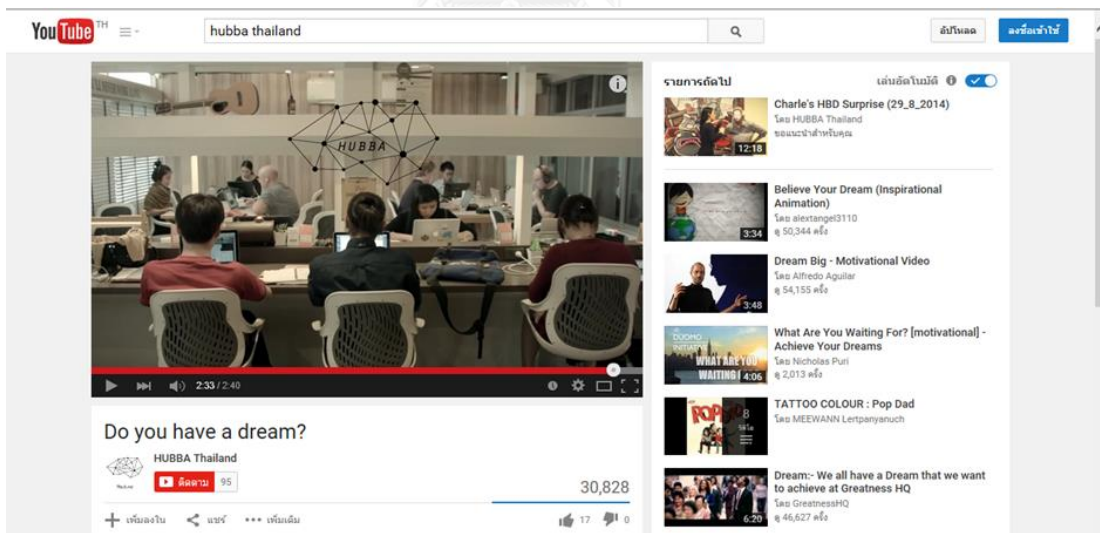 YouTube TH
hubba thailand
อัปโหลด
ลงชื่อเข้าใช้
HUBBA
2:33 / 2:40
Do you have a dream?
HUBBA Thailand
ติดตาม 95
30,828
เพิ่มลงใน แชร์ เพิ่มเติม
17 0
รายการถัดไป
เล่นอัตโนมัติ
Charle's HBD Surprise (29_8_2014)
โดย HUBBA Thailand
ขอแนะนำสำหรับคุณ
12:18
Believe Your Dream (Inspirational
Animation)
โดย alextangel3110
ดู 50,344 ครั้ง
3:34
Dream Big - Motivational Video
โดย Alfredo Aguilar
ดู 54,155 ครั้ง
3:48
What Are You Waiting For? [motivational] -
Achieve Your Dreams
โดย Nicholas Puri
ดู 2,013 ครั้ง
DUOMO
INITIATIVE
WHAT ARE YOU
WAITING
4:06
TATTOO COLOUR : Pop Dad
โดย MEEWANN Lertpanyanuch
POP
8
วิดีโอ
Dream:- We all have a Dream that we want
to achieve at Greatness HQ
โดย GreatnessHQ
ดู 46,627 ครั้ง
6:20